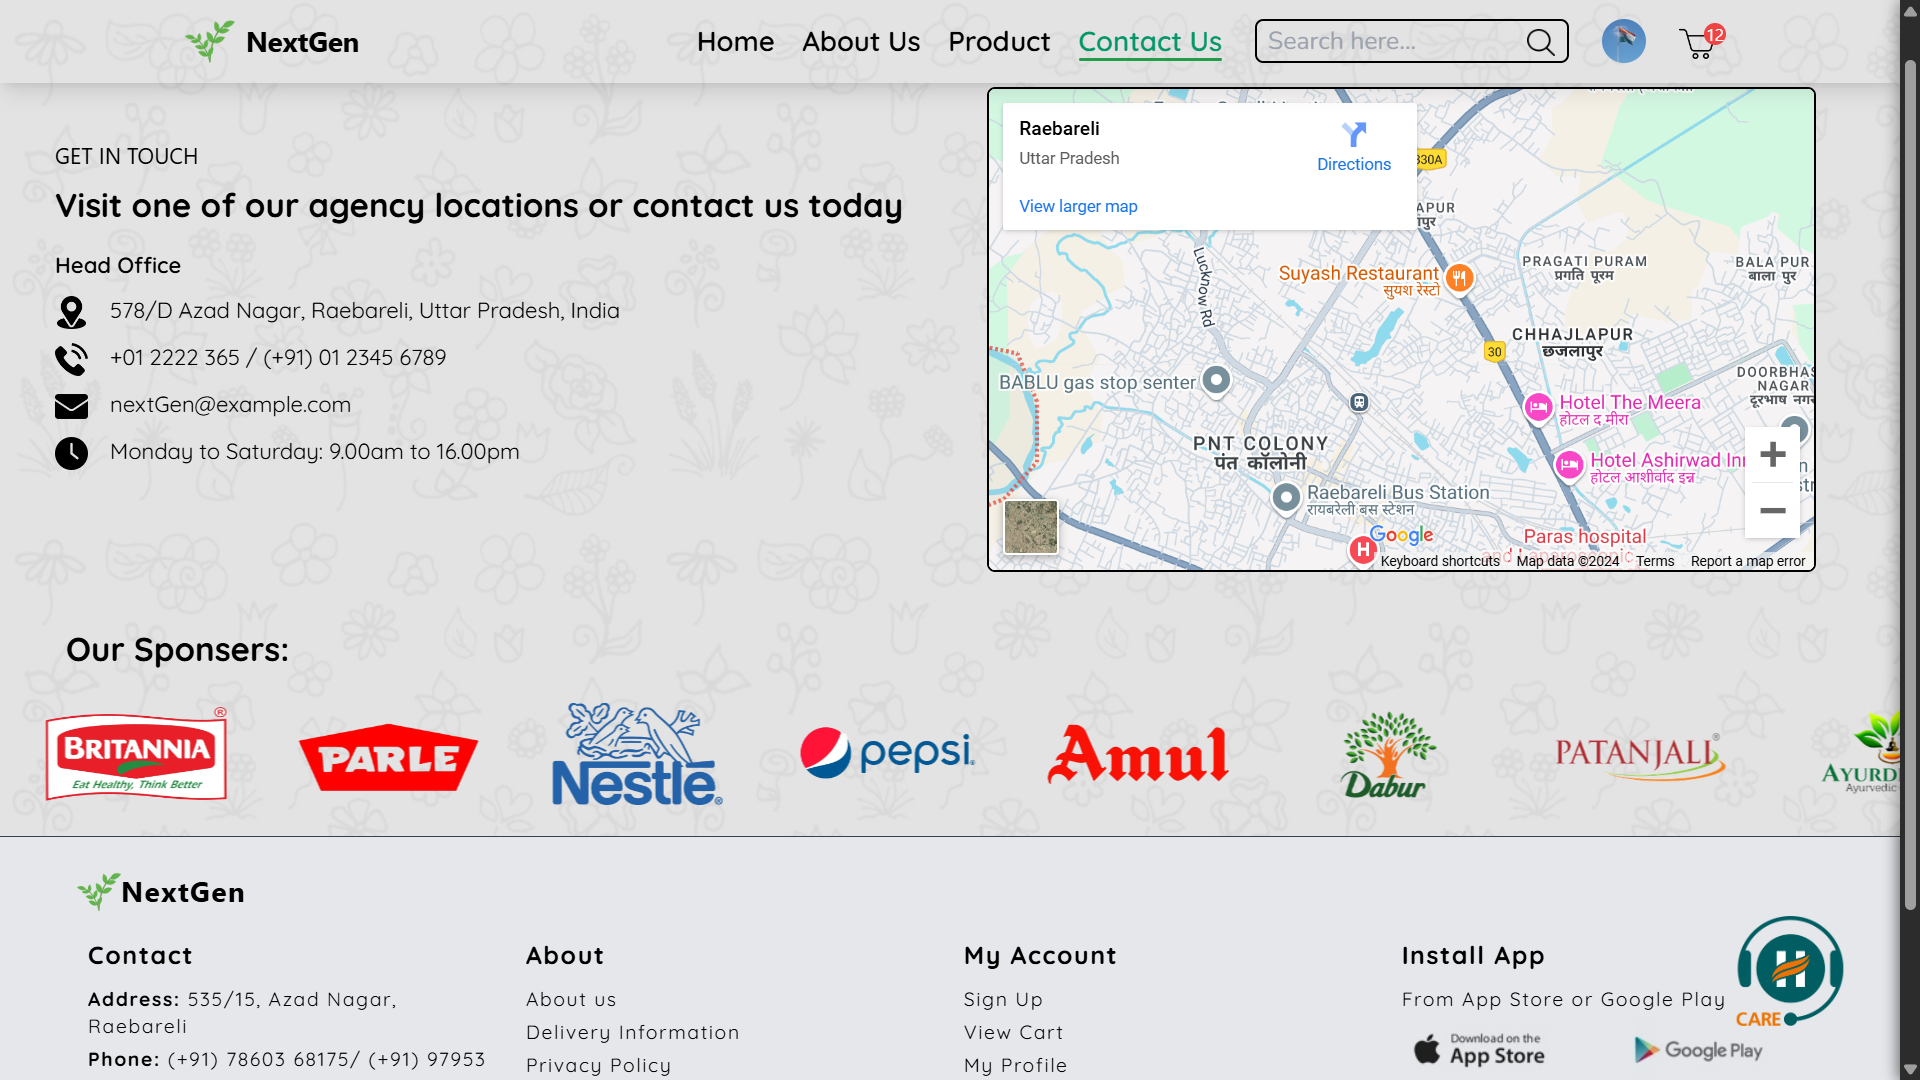 NextGen
Home
About Us
Product
Contact Us
Search here...
12
GET IN TOUCH
Visit one of our agency locations or contact us today
Head Office
578/D Azad Nagar, Raebareli, Uttar Pradesh, India
+01 2222 365 / (+91) 01 2345 6789
nextGen@example.com
Monday to Saturday: 9.00am to 16.00pm
Raebareli
Uttar Pradesh
Directions
View larger map
330A
APUR
Lucknow Rd
Suyash Restaurant
सुयश रेस्टो
PRAGATI PURAM
प्रगति पूरम
BALA PUR
बाला पुर
CHHAJLAPUR
छजलापुर
30
BABLU gas stop senter
DOORBHAS
NAGAR
दूरभाष नगर
Hotel The Meera
होटल द मीरा
PNT COLONY
पंत कॉलोनी
Hotel Ashirwad Inn
होटल आशीर्वाद इन्न
Raebareli Bus Station
रायबरेली बस स्टेशन
Google
Paras hospital
H
Keyboard shortcuts
Map data ©2024
Terms
Report a map error
Our Sponsers:
BRITANNIA®
Eat Healthy, Think Better
PARLE
Nestle®
pepsi.
Amul
Dabur
PATANJALI®
AYURD
Ayurvedic
NextGen
Contact
Address: 535/15, Azad Nagar,
Raebareli
Phone: (+91) 78603 68175/ (+91) 97953
About
About us
Delivery Information
Privacy Policy
My Account
Sign Up
View Cart
My Profile
Install App
From App Store or Google Play
Download on the
App Store
Google Play
H
CARE